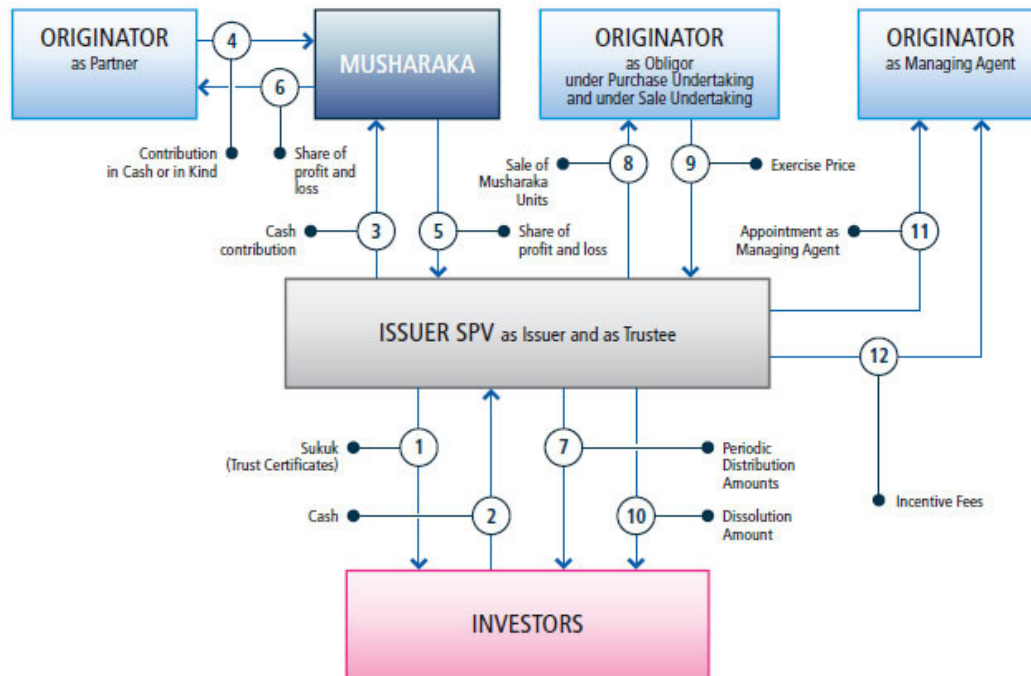 ORIGINATOR
as Partner
4
6
MUSHARAKA
ORIGINATOR
as Obligor
under Purchase Undertaking
and under Sale Undertaking
ORIGINATOR
as Managing Agent
Contribution
in Cash or in Kind
Share of
profit and
loss
Sale of
Musharaka
Units
8
9
Exercise Price
Cash
contribution
3
5
Share of
profit and loss
Appointment as
Managing Agent
11
ISSUER SPV as Issuer and as Trustee
12
Sukuk
(Trust Certificates)
1
7
Periodic
Distribution
Amounts
Incentive Fees
Cash
2
10
Dissolution
Amount
INVESTORS